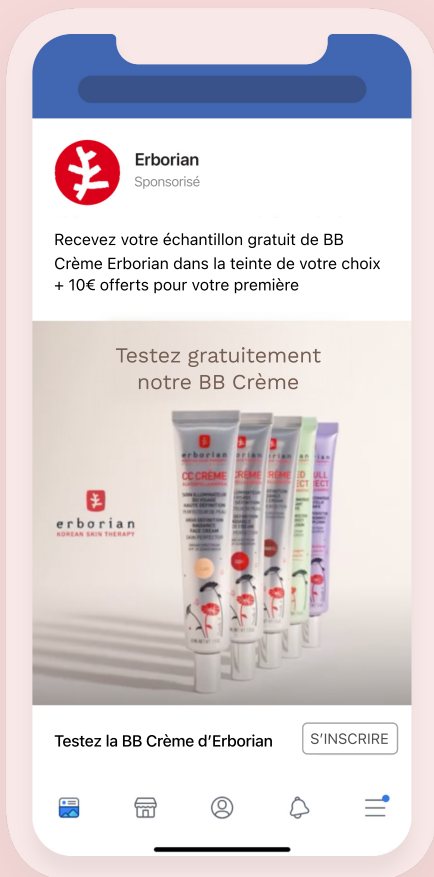 Erborian
Sponsorisé
Recevez votre échantillon gratuit de BB
Crème Erborian dans la teinte de votre choix
+ 10€ offerts pour votre première
Testez gratuitement
notre BB Crème
erborian
CC CRÈME
erborian
KOREAN SKIN THERAPY
Testez la BB Crème d'Erborian
S'INSCRIRE